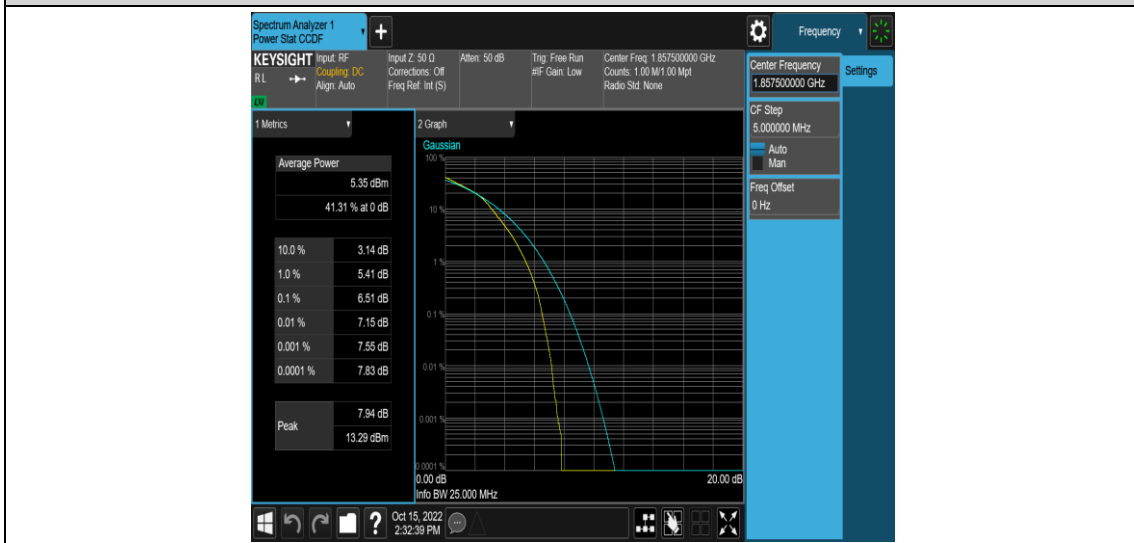 Spectrum Analyzer 1
Power Stat CCDF
+
Frequency
KEYSIGHT
RL
LXI
Input: RF
Coupling: DC
Align: Auto
Input Z: 50 Ω
Corrections: Off
Freq Ref: Int (S)
Atten: 50 dB
Trig: Free Run
#IF Gain: Low
Center Freq: 1.857500000 GHz
Counts: 1.00 M/1.00 Mpt
Radio Std: None
Center Frequency
1.857500000 GHz
Settings
CF Step
5.000000 MHz
Auto
Man
Freq Offset
0 Hz
1 Metrics
Average Power
5.35 dBm
41.31 % at 0 dB
10.0 % 3.14 dB
1.0 % 5.41 dB
0.1 % 6.51 dB
0.01 % 7.15 dB
0.001 % 7.55 dB
0.0001 % 7.83 dB
Peak
7.94 dB
13.29 dBm
2 Graph
Gaussian
100 %
10 %
1 %
0.1 %
0.01 %
0.001 %
0.0001 %
0.00 dB 20.00 dB
Info BW 25.000 MHz
?
Oct 15, 2022
2:32:39 PM